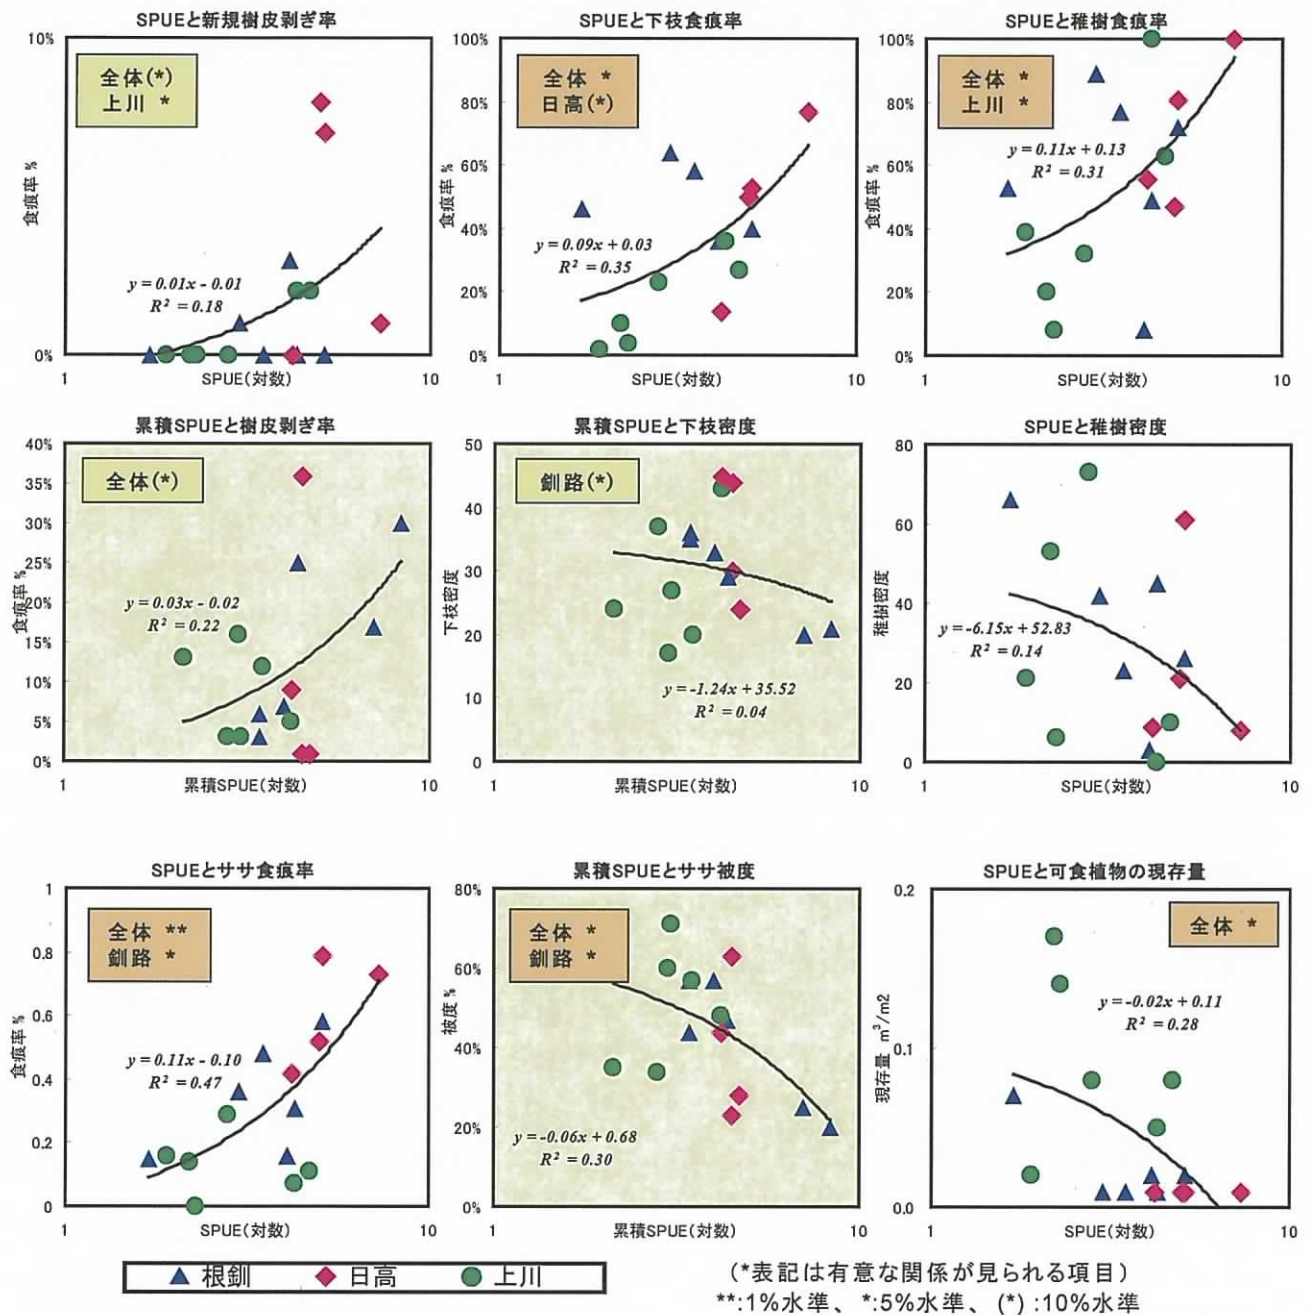 SPUEと新規樹皮剥ぎ率
10%
全体(*)
上川 *
食痕率 %
y = 0.01x - 0.01
R² = 0.18
0%
1
SPUE(対数)
10
SPUEと下枝食痕率
100%
80%
60%
40%
20%
0%
全体 *
日高(*)
食痕率 %
y = 0.09x + 0.03
R² = 0.35
1
SPUE(対数)
10
SPUEと稚樹食痕率
100%
80%
60%
40%
20%
0%
全体 *
上川 *
食痕率 %
y = 0.11x + 0.13
R² = 0.31
1
SPUE(対数)
10
累積SPUEと樹皮剥ぎ率
40%
35%
30%
25%
20%
15%
10%
5%
0%
全体(*)
食痕率 %
y = 0.03x - 0.02
R² = 0.22
1
累積SPUE(対数)
10
累積SPUEと下枝密度
50
40
30
20
10
0
釧路(*)
下枝密度
y = -1.24x + 35.52
R² = 0.04
1
累積SPUE(対数)
10
SPUEと稚樹密度
80
60
40
20
0
稚樹密度
y = -6.15x + 52.83
R² = 0.14
1
SPUE(対数)
10
SPUEとササ食痕率
1
0.8
0.6
0.4
0.2
0
全体 **
釧路 *
食痕率 %
y = 0.11x - 0.10
R² = 0.47
1
SPUE(対数)
10
累積SPUEとササ被度
80%
60%
40%
20%
0%
全体 *
釧路 *
被度 %
y = -0.06x + 0.68
R² = 0.30
1
累積SPUE(対数)
10
SPUEと可食植物の現存量
0.2
0.1
0.0
全体 *
現存量 m³/m2
y = -0.02x + 0.11
R² = 0.28
1
SPUE(対数)
10
根釧 日高 上川
(*表記は有意な関係が見られる項目)
**:1%水準、 *:5%水準、 (*) :10%水準